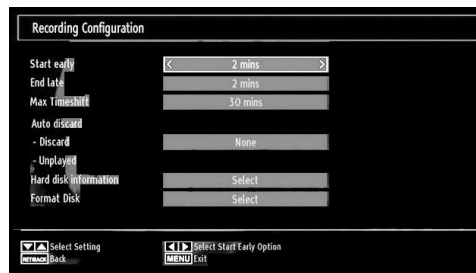 Recording Configuration
Start early < 2 mins >
End late 2 mins
Max Timeshift 30 mins
Auto discard
- Discard None
- Unplayed
Hard disk information Select
Format Disk Select
Select Setting Select Start Early Option
RET/BACK Back MENU Exit